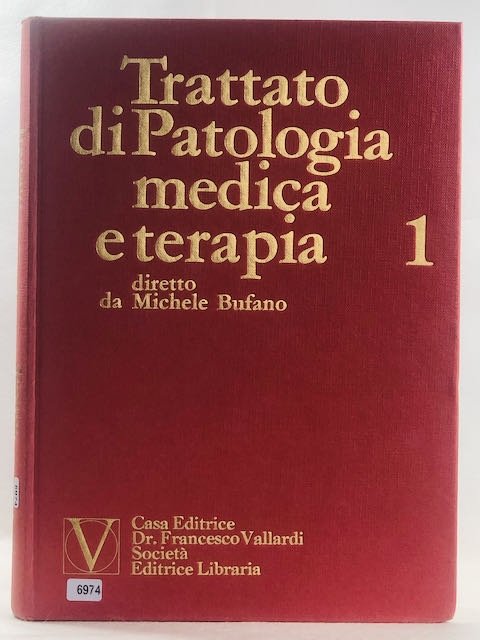 Trattato
di Patologia
medica
e terapia 1
diretto
da Michele Bufano
V
Casa Editrice
Dr. Francesco Vallardi
Società
Editrice Libraria
6974
6974